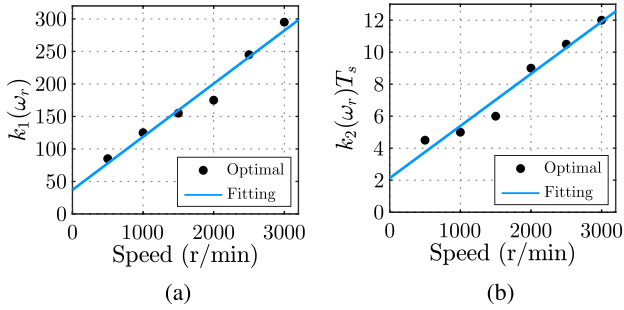 300
250
200
150
100
50
0
k₁(ωᵣ)
Optimal
Fitting
0 1000 2000 3000
Speed (r/min)
(a)
12
10
8
6
4
2
0
k₂(ωᵣ)Tₛ
Optimal
Fitting
0 1000 2000 3000
Speed (r/min)
(b)